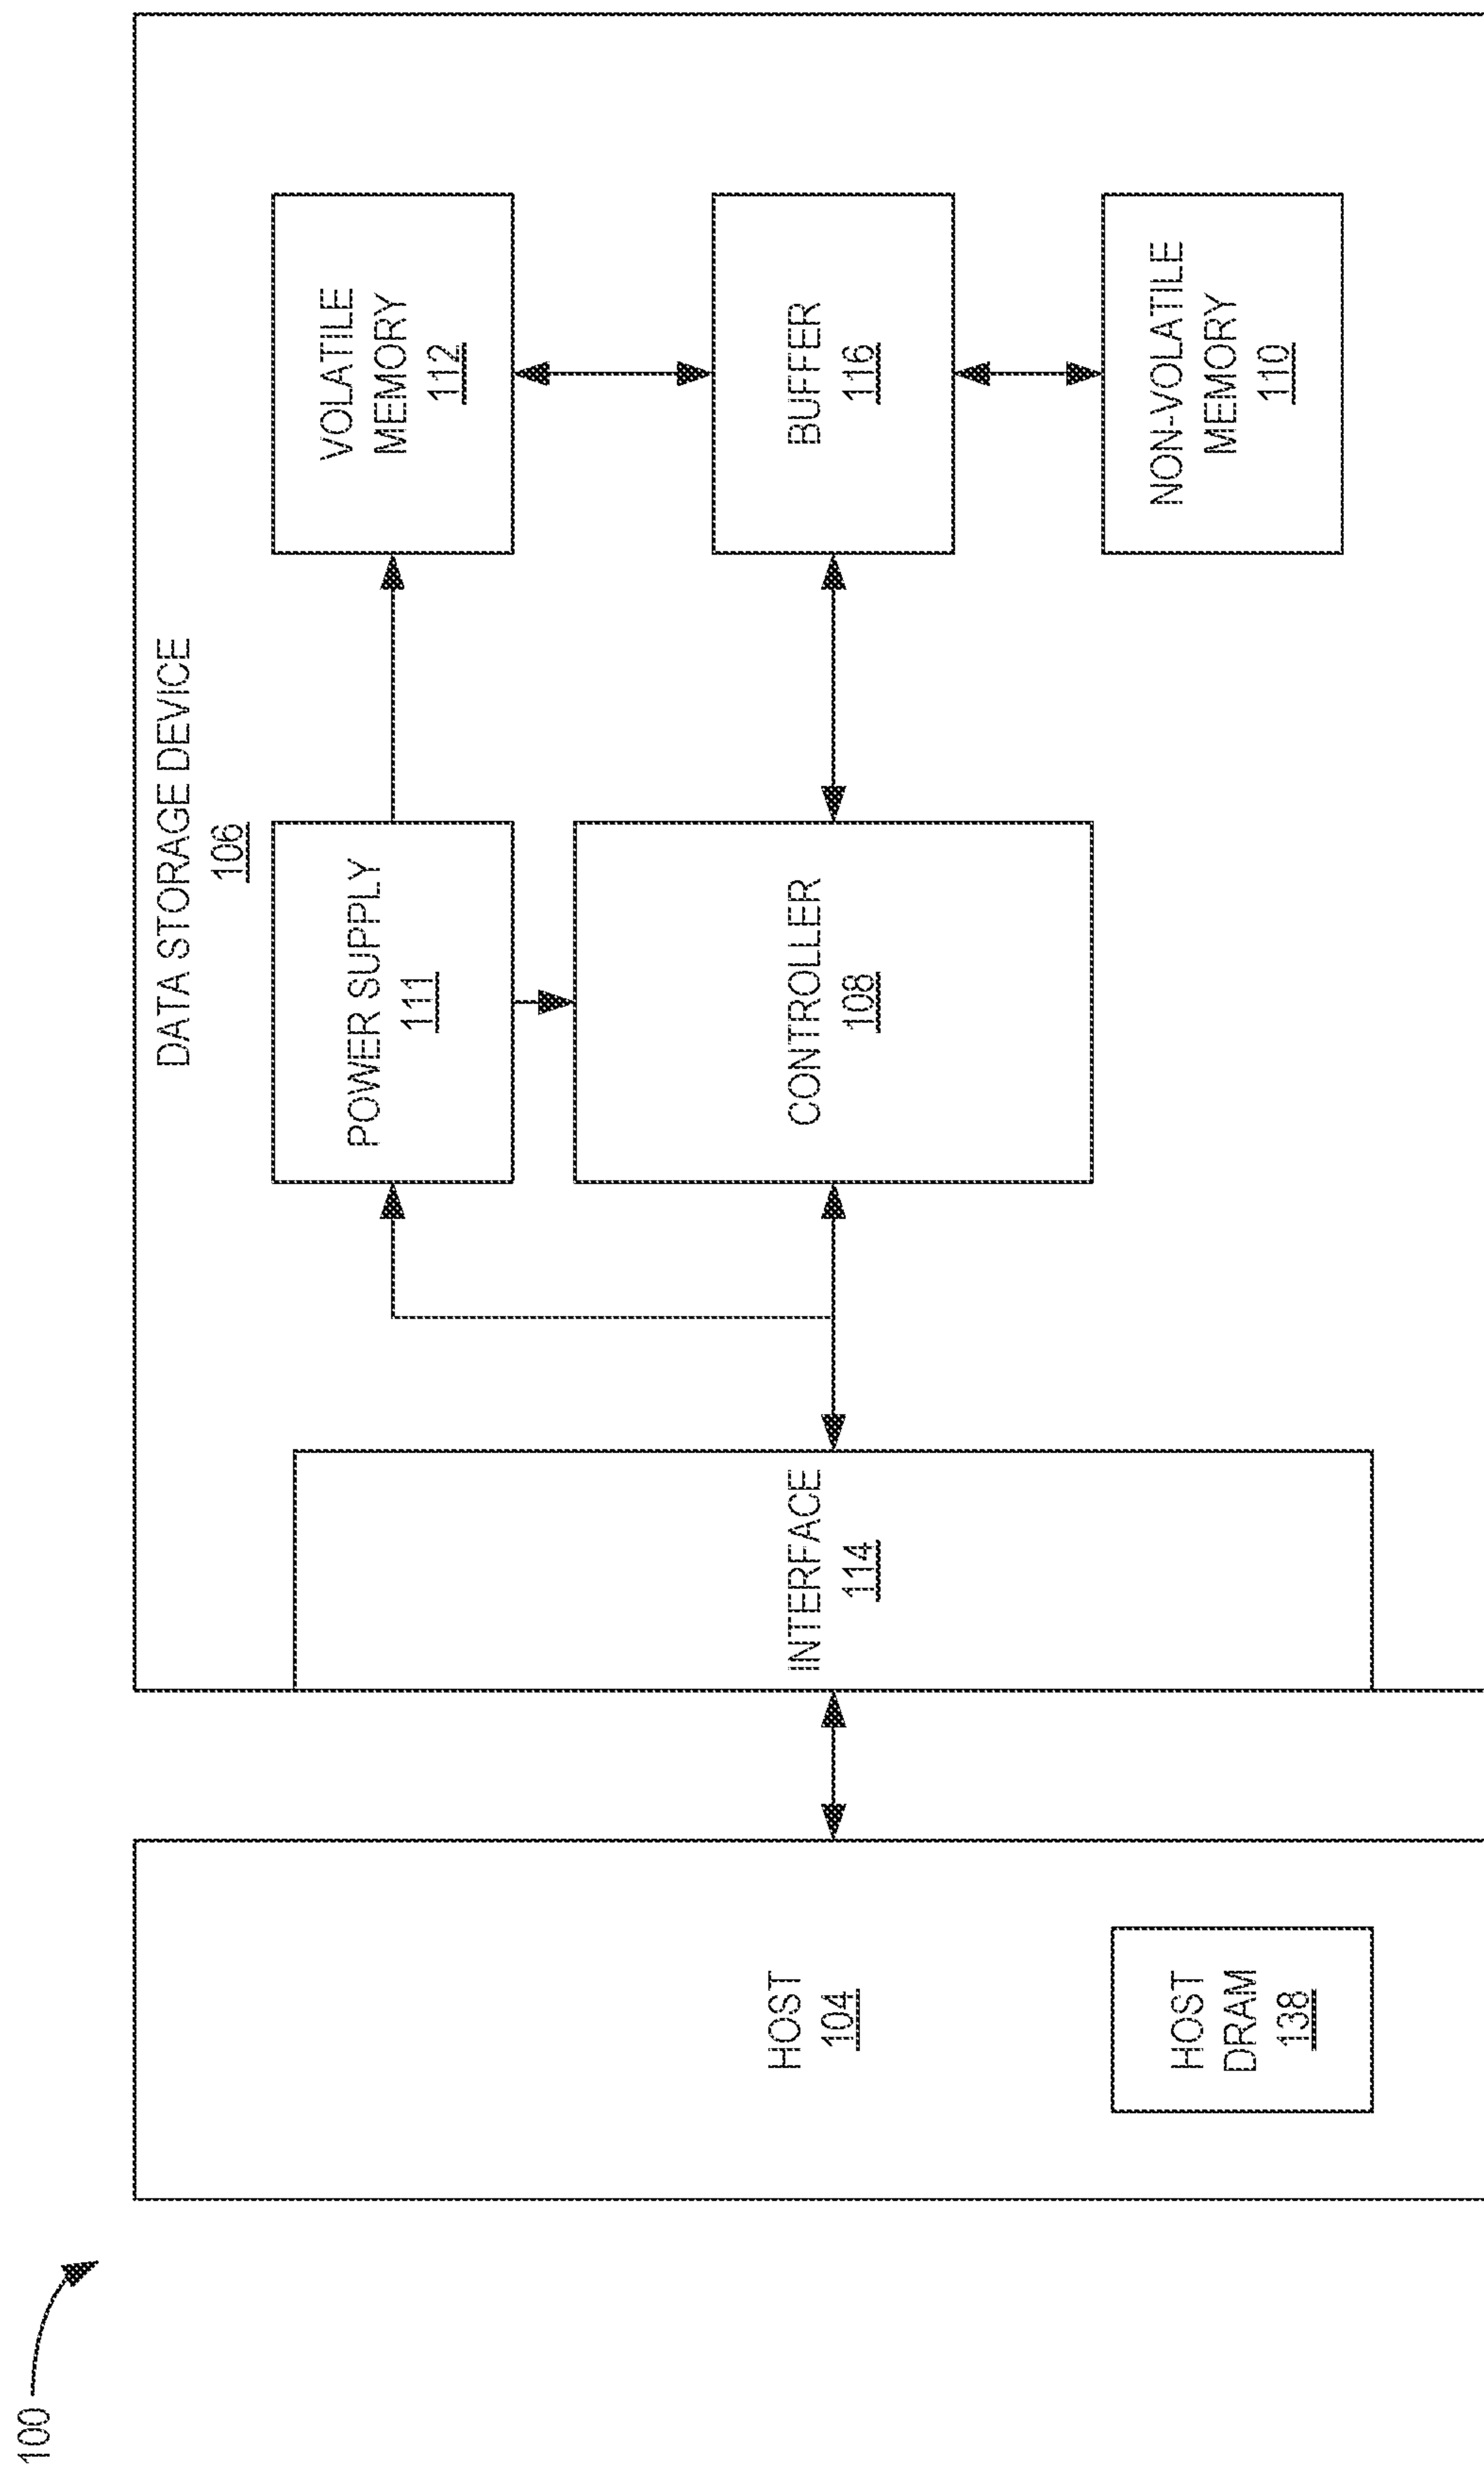 100
HOST
104
HOST
DRAM
138
DATA STORAGE DEVICE
106
INTERFACE
114
POWER SUPPLY
111
CONTROLLER
108
VOLATILE
MEMORY
112
BUFFER
116
NON-VOLATILE
MEMORY
110